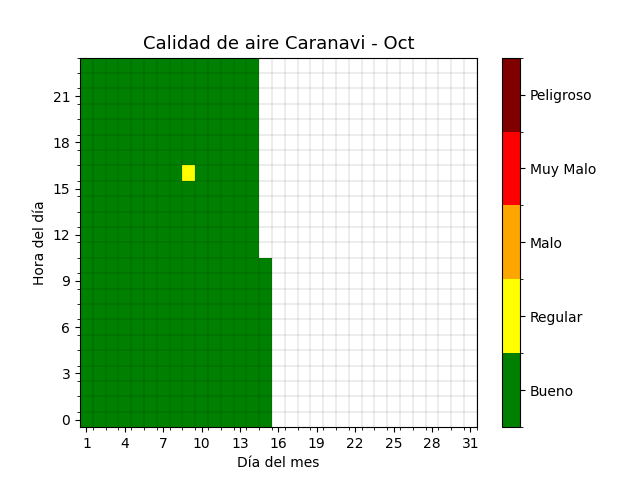 Calidad de aire Caranavi - Oct
Peligroso
Muy Malo
Malo
Regular
Bueno
21
18
15
12
9
6
3
0
Hora del día
1 4 7 10 13 16 19 22 25 28 31
Día del mes